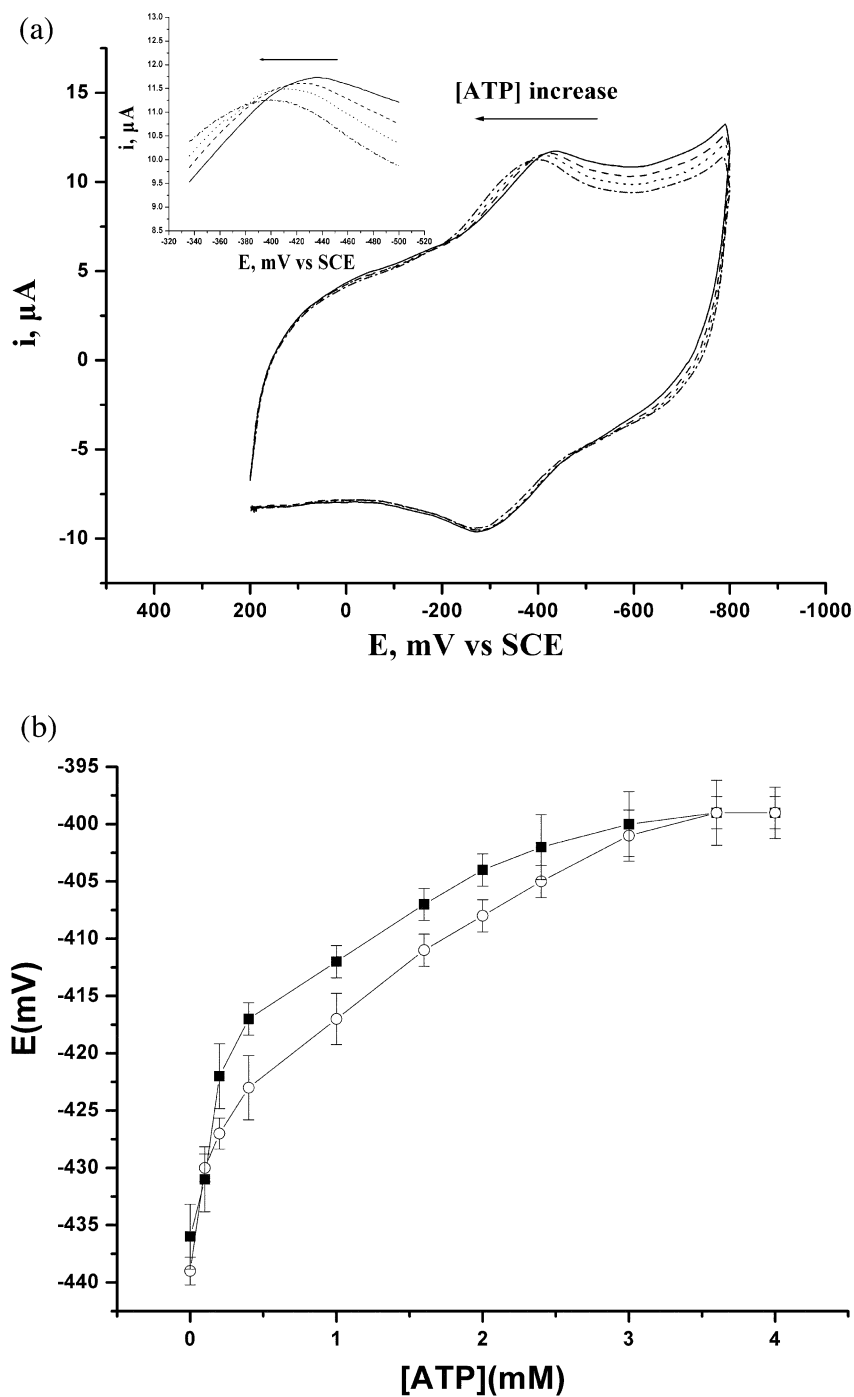 (a)
13.0
12.5
12.0
11.5
11.0
10.5
10.0
9.5
9.0
8.5
i, μA
-320 -340 -360 -380 -400 -420 -440 -460 -480 -500 -520
E, mV vs SCE
[ATP] increase
15
10
5
0
-5
-10
i, μA
400 200 0 -200 -400 -600 -800 -1000
E, mV vs SCE
(b)
-395
-400
-405
-410
-415
-420
-425
-430
-435
-440
E(mV)
0 1 2 3 4
[ATP](mM)